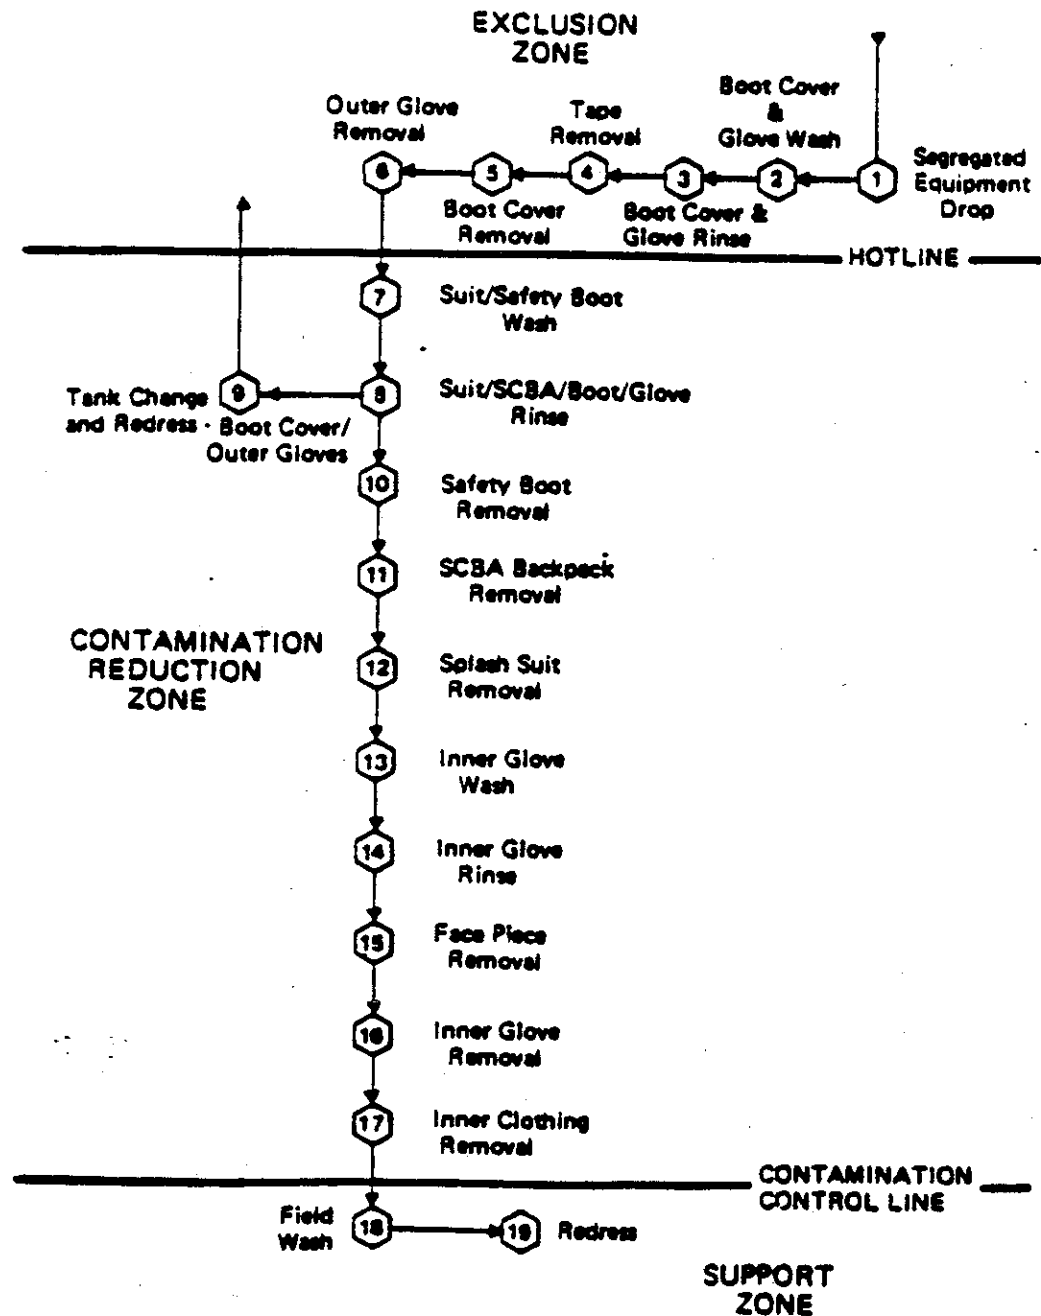 EXCLUSION
ZONE
Outer Glove
Removal
Tape
Removal
Boot Cover
&
Glove Wash
6
5
4
3
2
1
Segregated
Equipment
Drop
Boot Cover
Removal
Boot Cover &
Glove Rinse
HOTLINE
7
Suit/Safety Boot
Wash
Tank Change
and Redress - Boot Cover/
Outer Gloves
9
8
Suit/SCBA/Boot/Glove
Rinse
10
Safety Boot
Removal
11
SCBA Backpack
Removal
CONTAMINATION
REDUCTION
ZONE
12
Splash Suit
Removal
13
Inner Glove
Wash
14
Inner Glove
Rinse
15
Face Piece
Removal
16
Inner Glove
Removal
17
Inner Clothing
Removal
CONTAMINATION
CONTROL LINE
Field
Wash
18
19
Redress
SUPPORT
ZONE